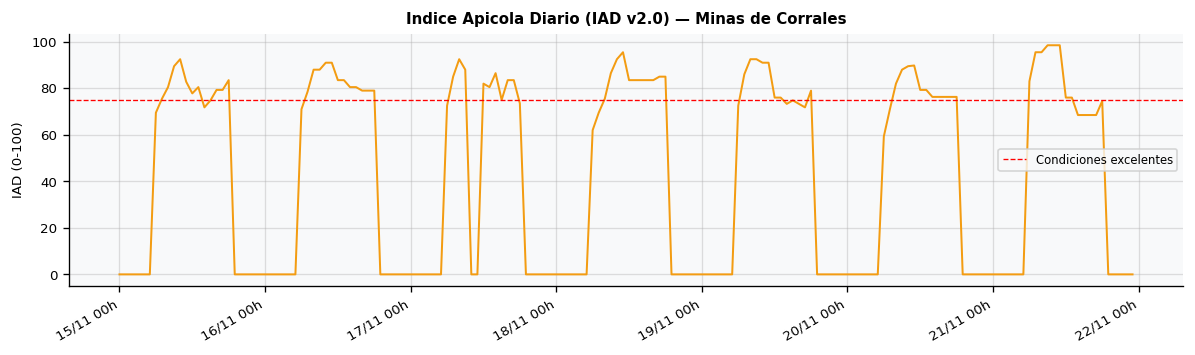 Indice Apicola Diario (IAD v2.0) — Minas de Corrales
IAD (0-100)
100
80
60
40
20
0
Condiciones excelentes
15/11 00h
16/11 00h
17/11 00h
18/11 00h
19/11 00h
20/11 00h
21/11 00h
22/11 00h